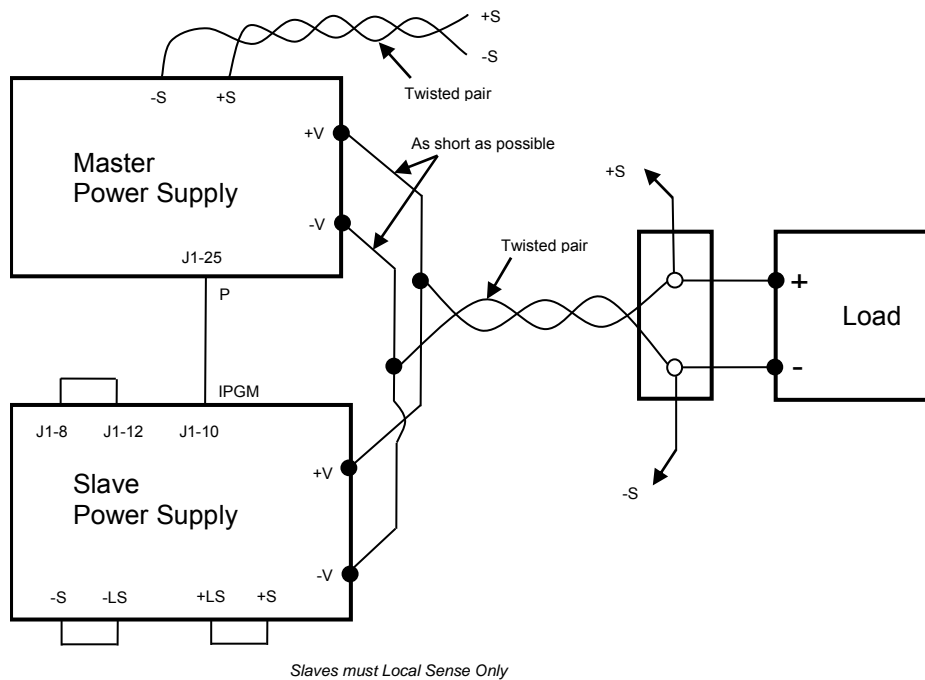 +S
-S
Twisted pair
-S
+S
+V
As short as possible
Master
Power Supply
+S
-V
Twisted pair
J1-25
P
+
Load
-
IPGM
J1-8
J1-12
J1-10
+V
Slave
Power Supply
-S
-V
-S
-LS
+LS
+S
Slaves must Local Sense Only